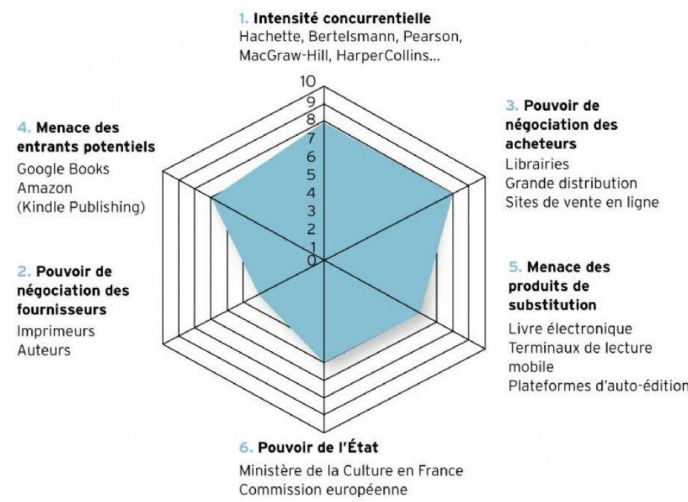 1. Intensité concurrentielle
Hachette, Bertelsmann, Pearson,
MacGraw-Hill, HarperCollins...
10
9
8
7
6
5
4
3
2
1
0
4. Menace des
entrants potentiels
Google Books
Amazon
(Kindle Publishing)
3. Pouvoir de
négociation des
acheteurs
Librairies
Grande distribution
Sites de vente en ligne
2. Pouvoir de
négociation des
fournisseurs
Imprimeurs
Auteurs
5. Menace des
produits de
substitution
Livre électronique
Terminaux de lecture
mobile
Plateformes d'auto-édition
6. Pouvoir de l'État
Ministère de la Culture en France
Commission européenne